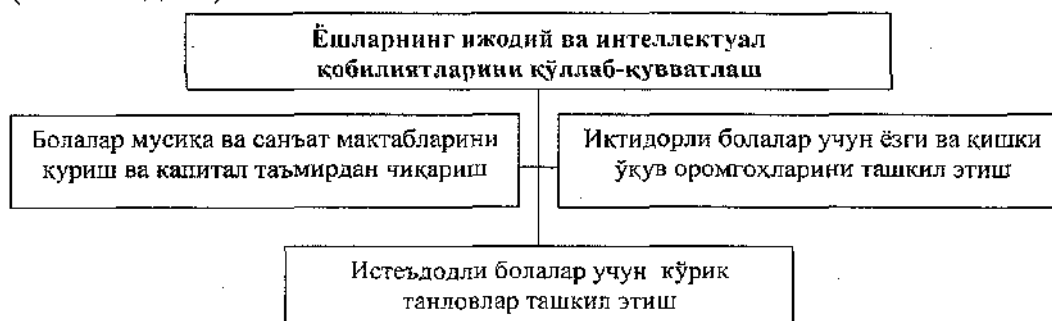 Ёшларнинг ижодий ва интеллектуал
қобилиятларини қўллаб-қувватлаш
Болалар мусиқа ва санъат мактабларини
қуриш ва капитал таъмирдан чиқариш
Иқтидорли болалар учун ёзги ва қишки
ўқув оромгоҳларини ташкил этиш
Истеъдодли болалар учун кўрик
танловлар ташкил этиш